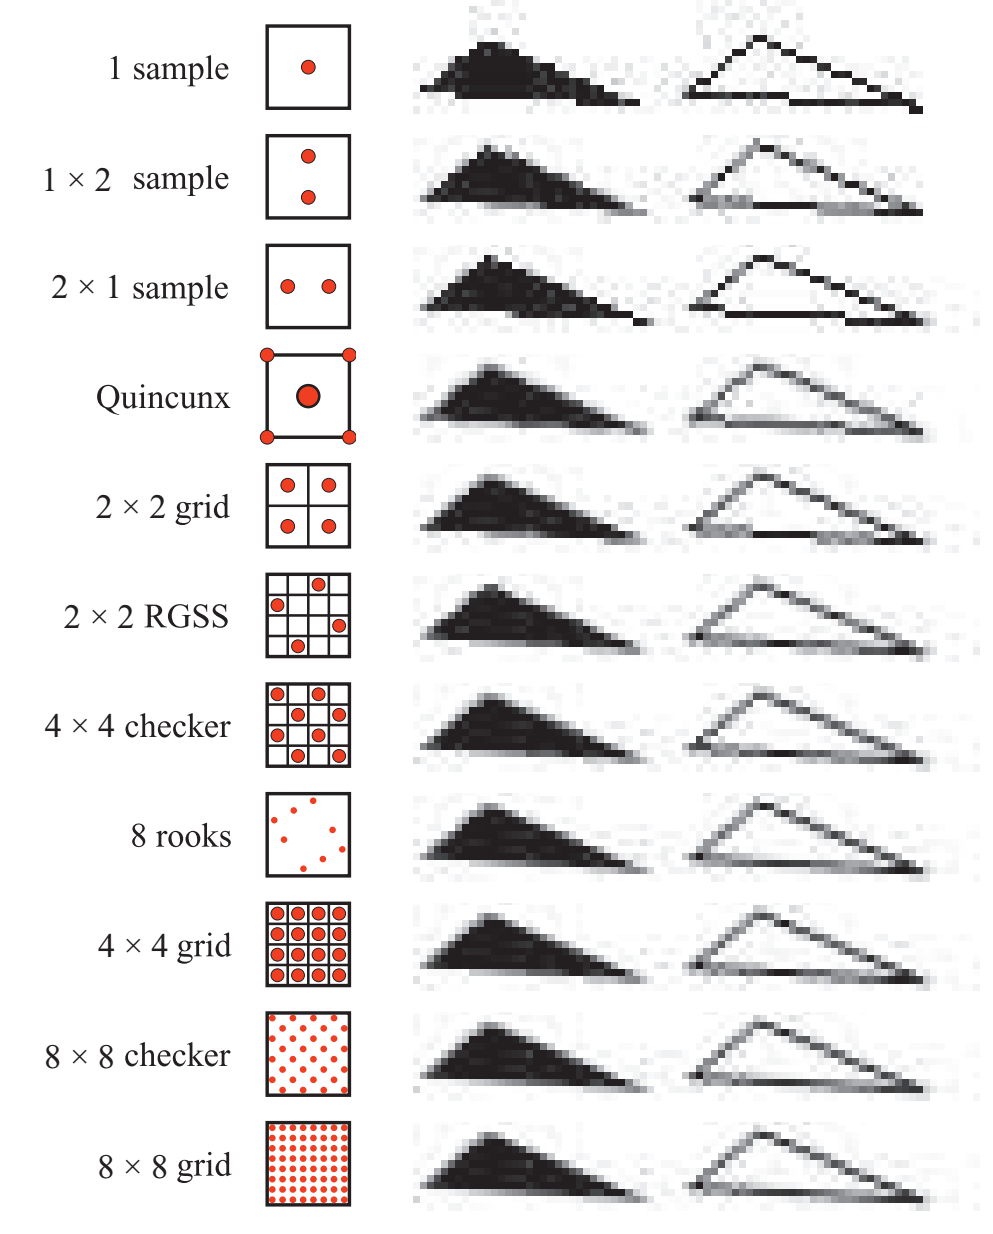 1 sample
1 × 2 sample
2 × 1 sample
Quincunx
2 × 2 grid
2 × 2 RGSS
4 × 4 checker
8 rooks
4 × 4 grid
8 × 8 checker
8 × 8 grid